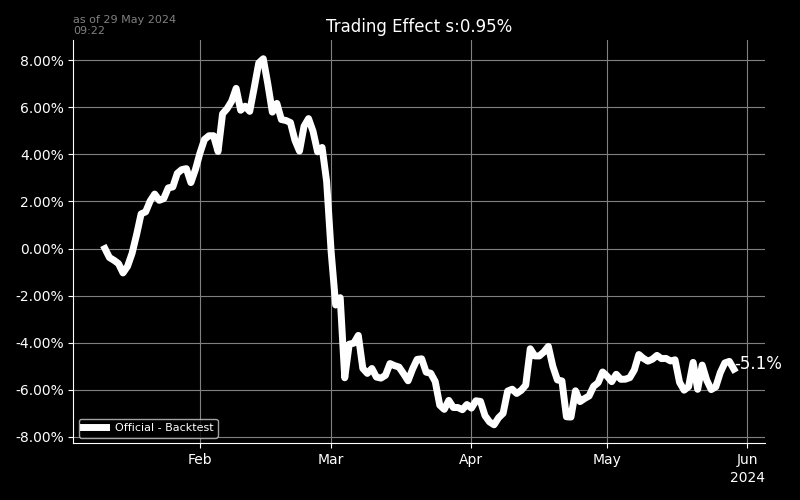 as of 29 May 2024
09:22
Trading Effect s:0.95%
8.00%
6.00%
4.00%
2.00%
0.00%
-2.00%
-4.00%
-6.00%
-8.00%
-5.1%
Official - Backtest
Feb
Mar
Apr
May
Jun
2024